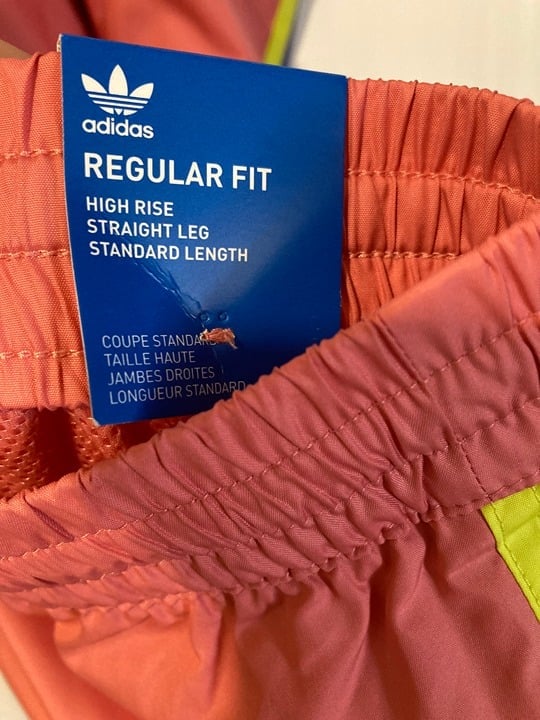 adidas
REGULAR FIT
HIGH RISE
STRAIGHT LEG
STANDARD LENGTH
COUPE STANDARD
TAILLE HAUTE
JAMBES DROITES
LONGUEUR STANDARD